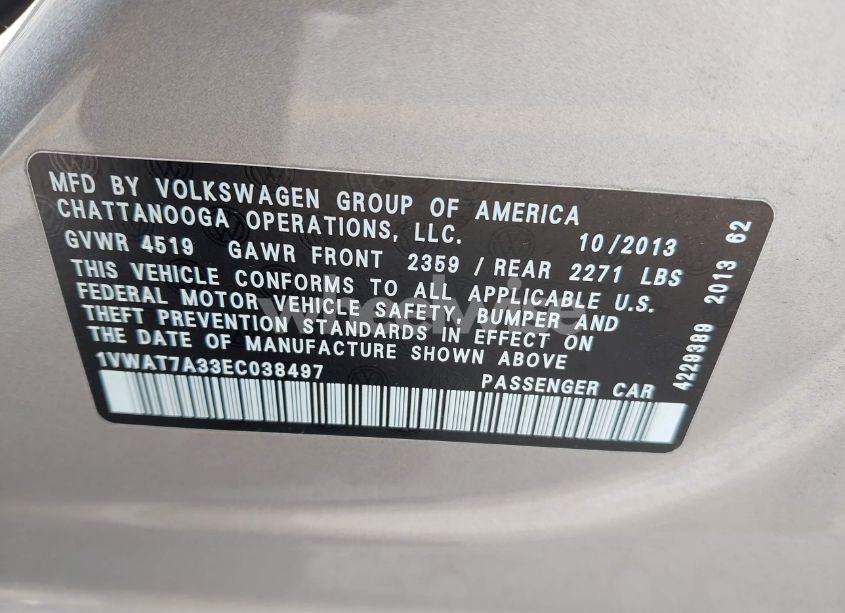 MFD BY VOLKSWAGEN GROUP OF AMERICA
CHATTANOOGA OPERATIONS, LLC. 10/2013
GVWR 4519 GAWR FRONT 2359 / REAR 2271 LBS
THIS VEHICLE CONFORMS TO ALL APPLICABLE U.S.
FEDERAL MOTOR VEHICLE SAFETY, BUMPER AND
THEFT PREVENTION STANDARDS IN EFFECT ON
THE DATE OF MANUFACTURE SHOWN ABOVE
1VWAT7A33EC038497 PASSENGER CAR
4229389 2013 62